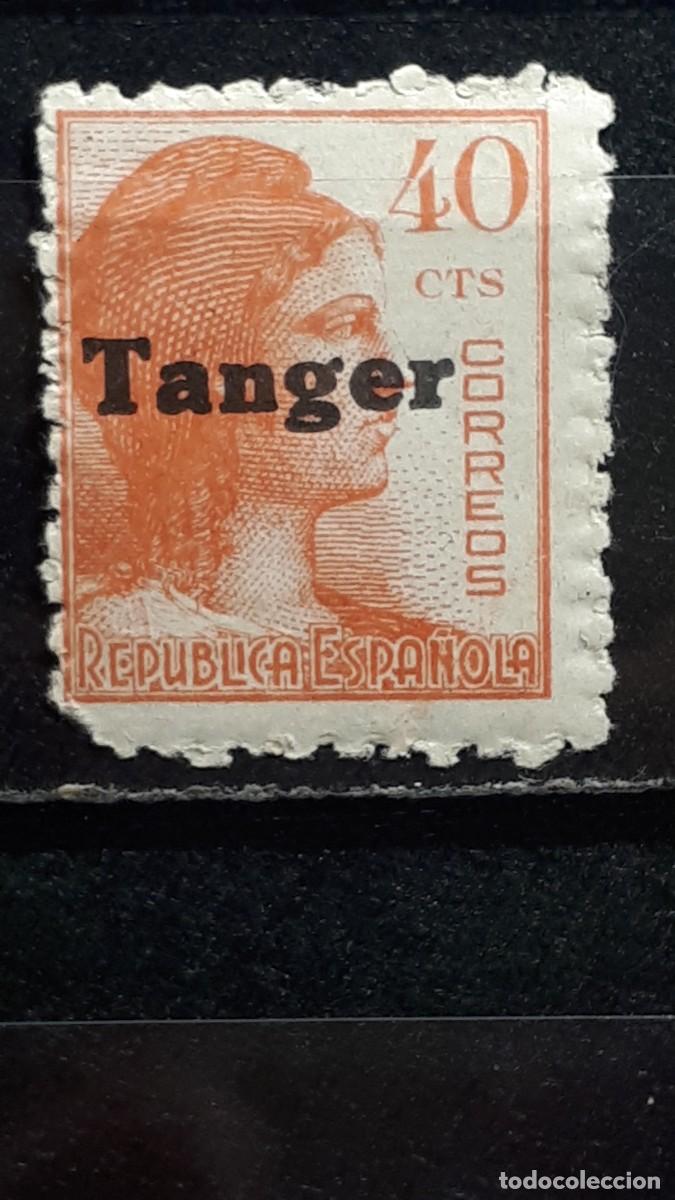 40
CTS
Tanger
CORREOS
REPUBLICA ESPAÑOLA
todocoleccion